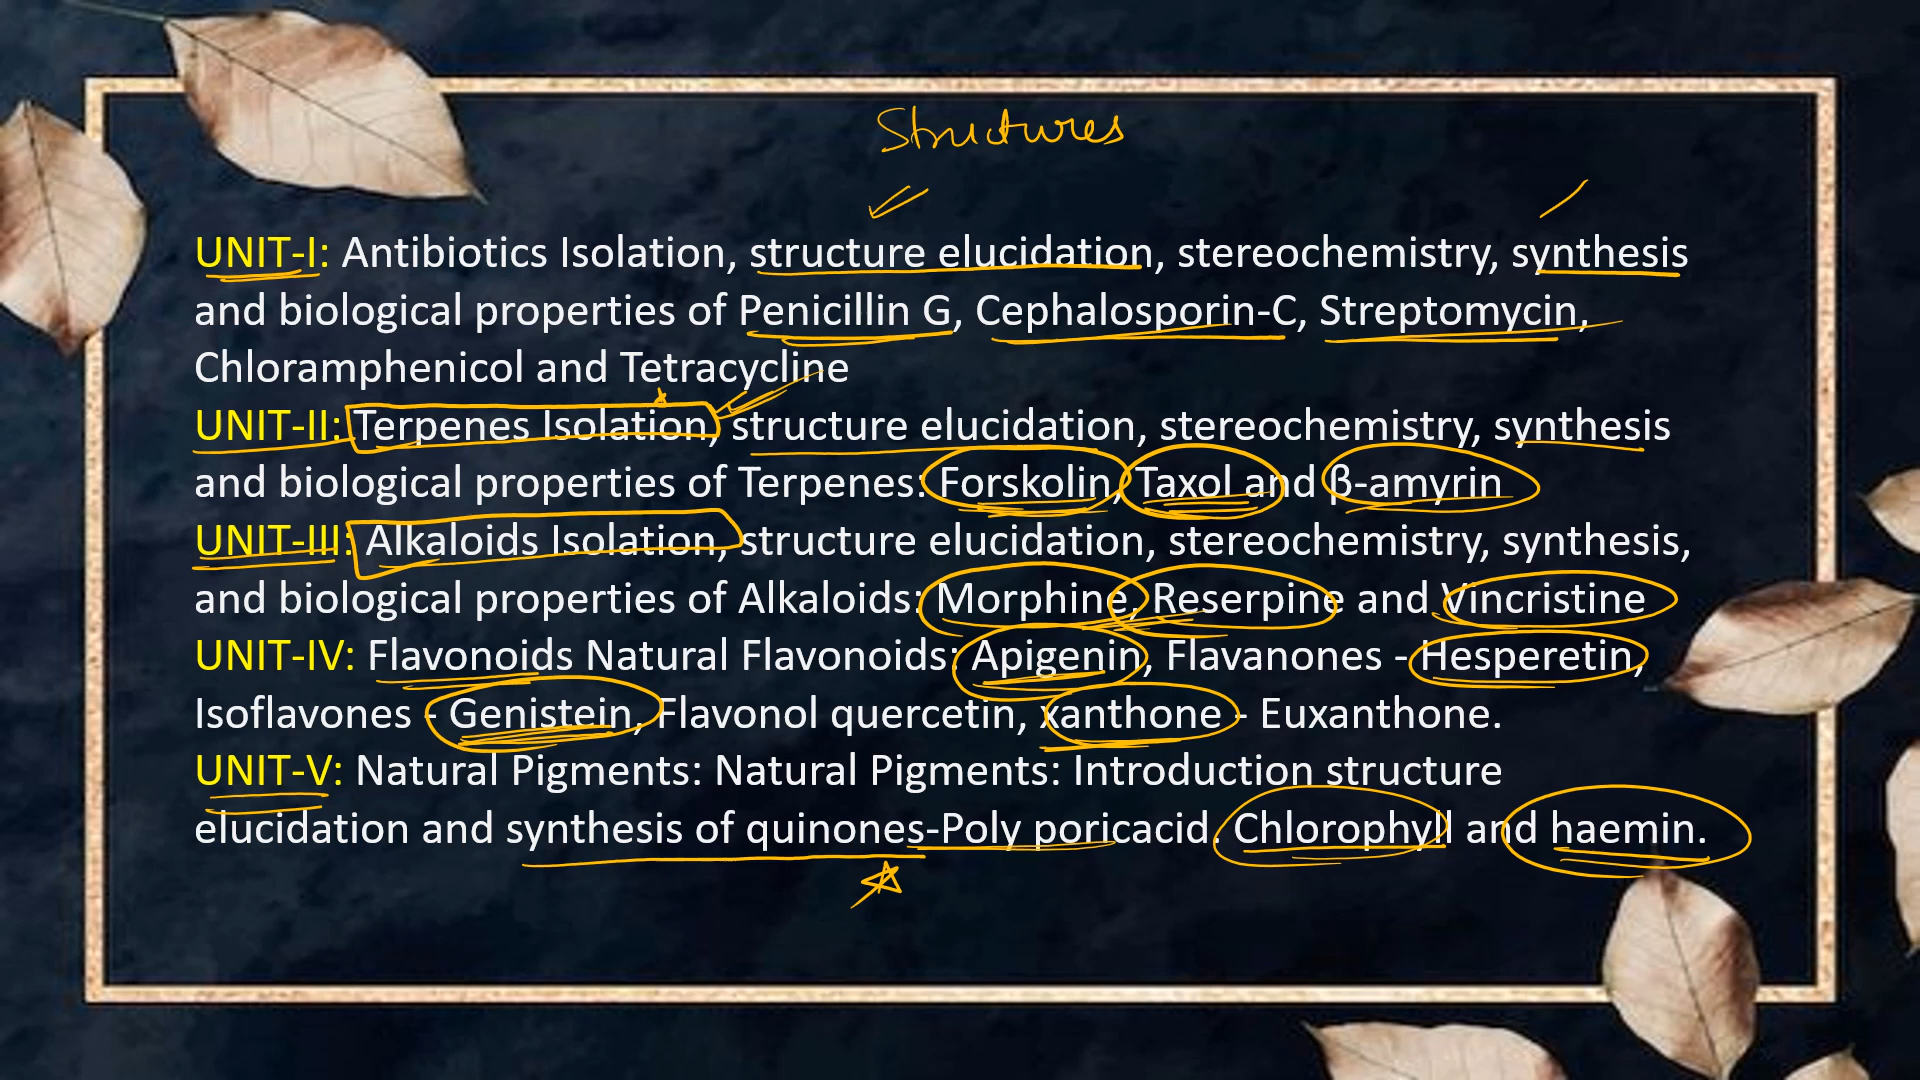 Structures
UNIT-I: Antibiotics Isolation, structure elucidation, stereochemistry, synthesis
and biological properties of Penicillin G, Cephalosporin-C, Streptomycin,
Chloramphenicol and Tetracycline
UNIT-II: Terpenes Isolation, structure elucidation, stereochemistry, synthesis
and biological properties of Terpenes: Forskolin, Taxol and β-amyrin
UNIT-III: Alkaloids Isolation, structure elucidation, stereochemistry, synthesis,
and biological properties of Alkaloids: Morphine, Reserpine and Vincristine
UNIT-IV: Flavonoids Natural Flavonoids: Apigenin, Flavanones - Hesperetin,
Isoflavones - Genistein, Flavonol quercetin, xanthone - Euxanthone.
UNIT-V: Natural Pigments: Natural Pigments: Introduction structure
elucidation and synthesis of quinones-Poly poricacid. Chlorophyll and haemin.